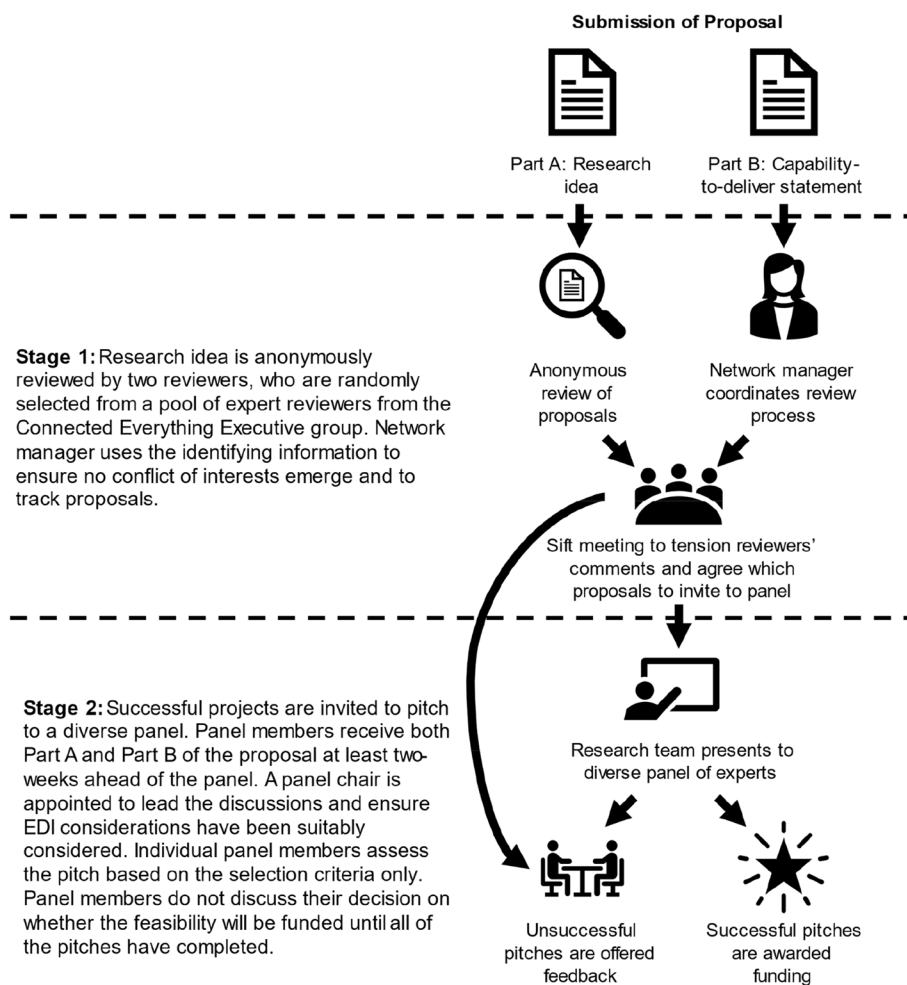 Submission of Proposal
Part A: Research
idea
Part B: Capability-
to-deliver statement
Stage 1: Research idea is anonymously
reviewed by two reviewers, who are randomly
selected from a pool of expert reviewers from the
Connected Everything Executive group. Network
manager uses the identifying information to
ensure no conflict of interests emerge and to
track proposals.
Anonymous
review of
proposals
Network manager
coordinates review
process
Sift meeting to tension reviewers’
comments and agree which
proposals to invite to panel
Stage 2: Successful projects are invited to pitch
to a diverse panel. Panel members receive both
Part A and Part B of the proposal at least two-
weeks ahead of the panel. A panel chair is
appointed to lead the discussions and ensure
EDI considerations have been suitably
considered. Individual panel members assess
the pitch based on the selection criteria only.
Panel members do not discuss their decision on
whether the feasibility will be funded until all of
the pitches have completed.
Research team presents to
diverse panel of experts
Unsuccessful
pitches are offered
feedback
Successful pitches
are awarded
funding